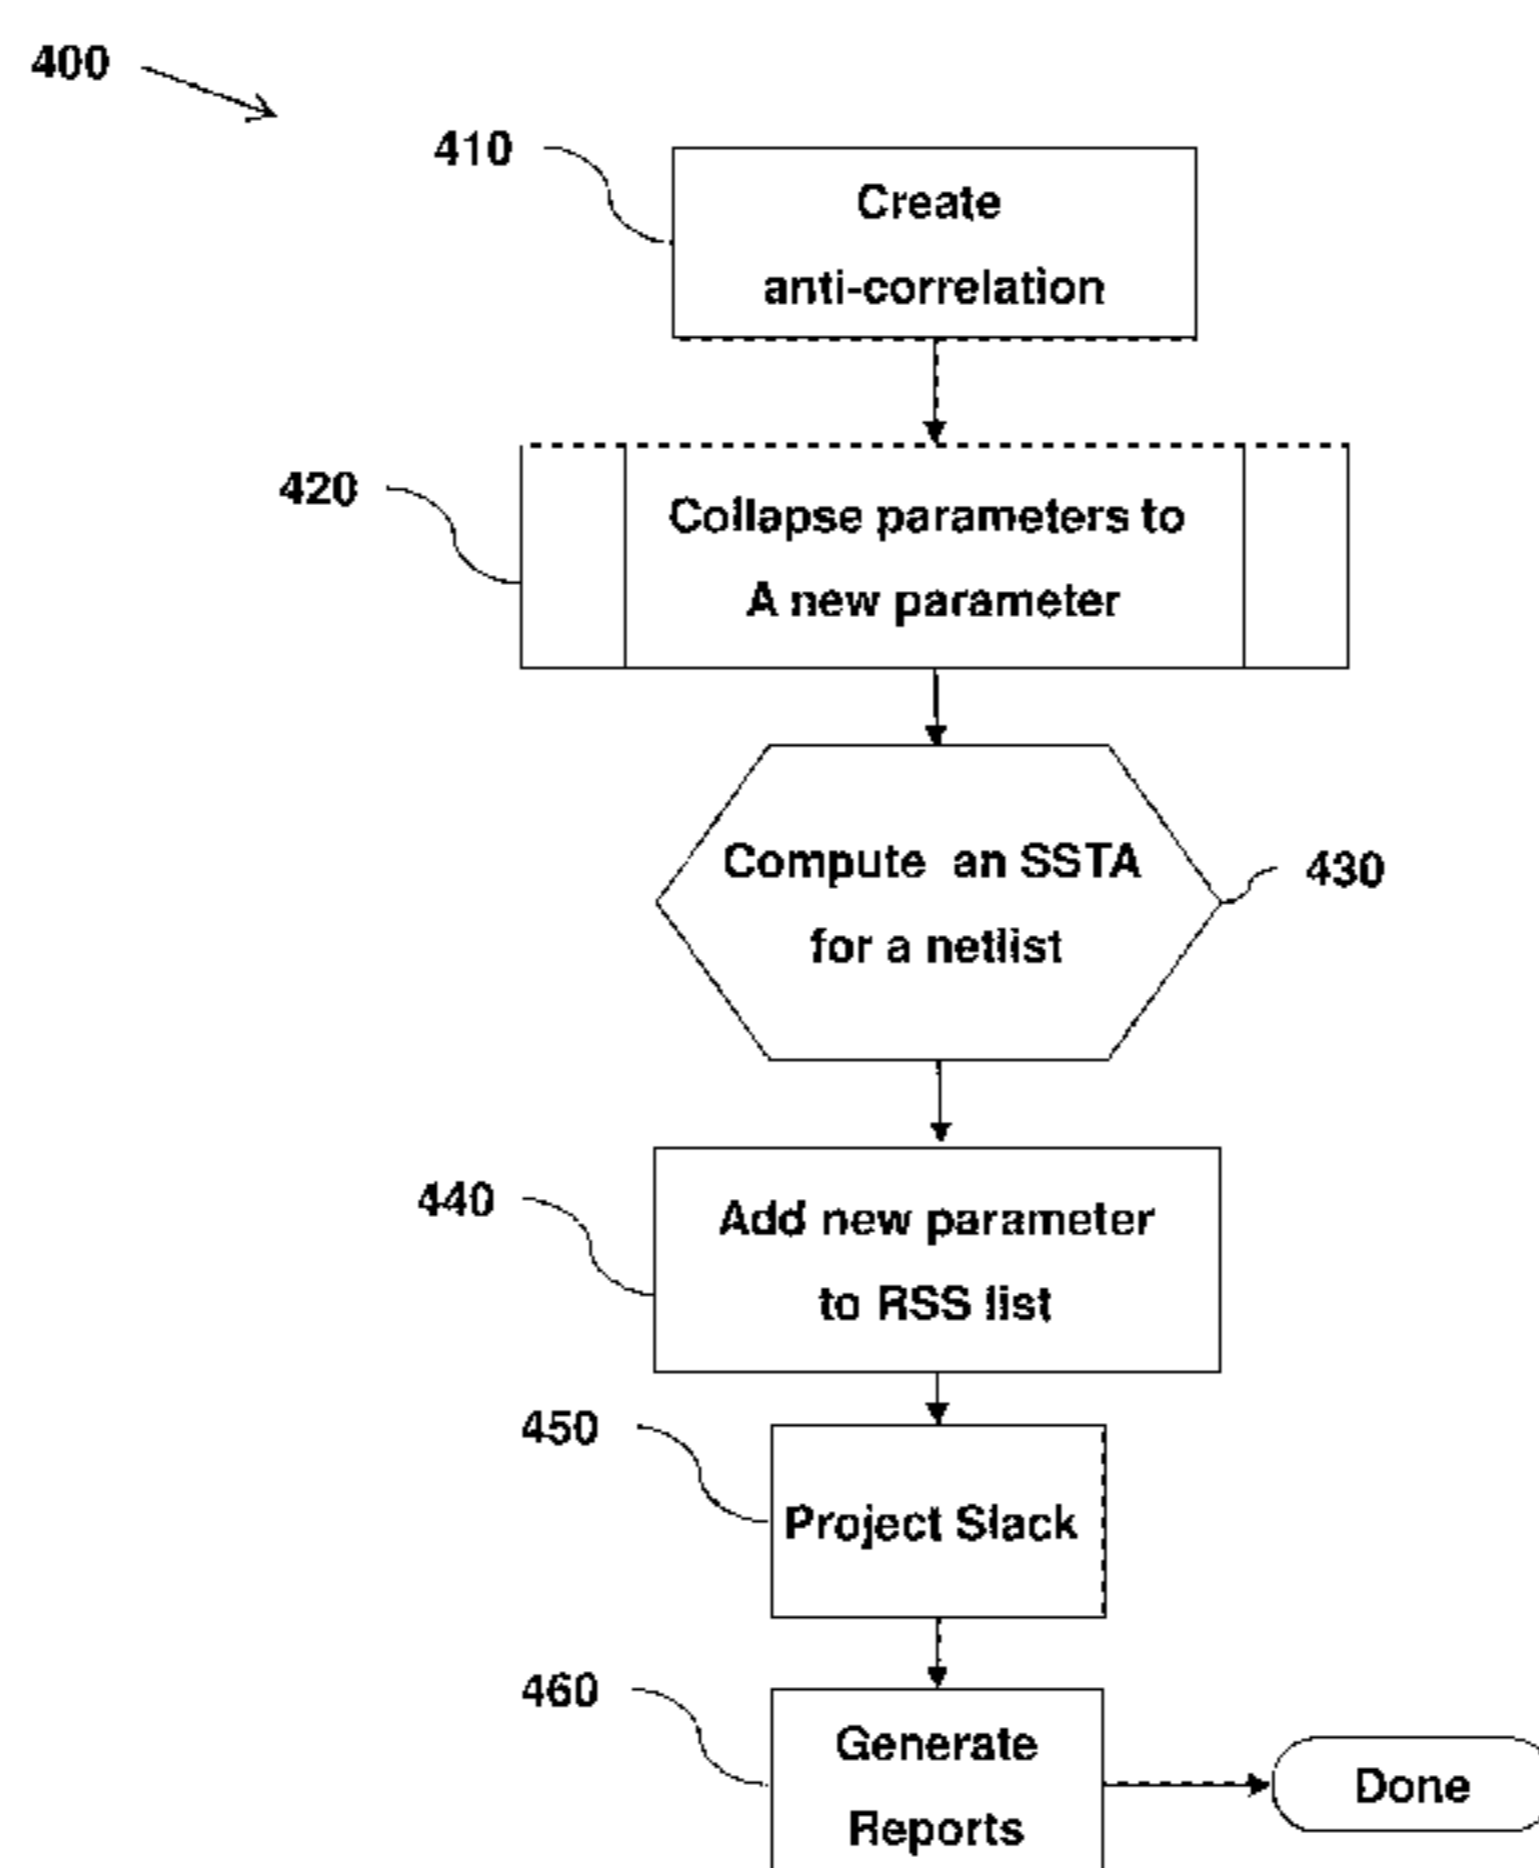 400
410
Create
anti-correlation
420
Collapse parameters to
A new parameter
Compute an SSTA
for a netlist
430
440
Add new parameter
to RSS list
450
Project Slack
460
Generate
Reports
Done